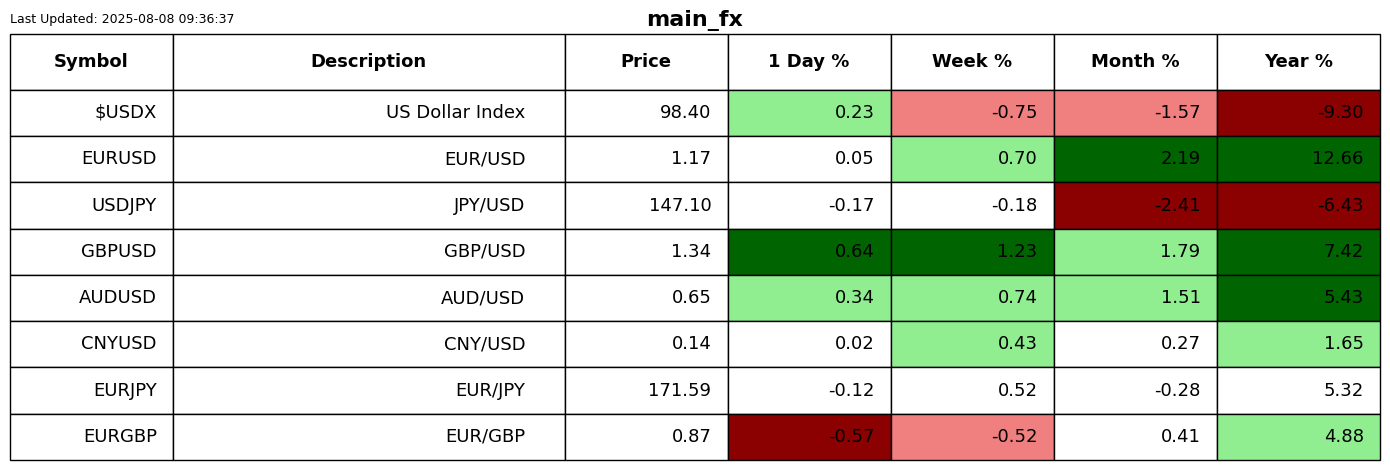 Last Updated: 2025-08-08 09:36:37
main_fx
Symbol Description Price 1 Day % Week % Month % Year %
$USDX US Dollar Index 98.40 0.23 -0.75 -1.57 -9.30
EURUSD EUR/USD 1.17 0.05 0.70 2.19 12.66
USDJPY JPY/USD 147.10 -0.17 -0.18 -2.41 -6.43
GBPUSD GBP/USD 1.34 0.64 1.23 1.79 7.42
AUDUSD AUD/USD 0.65 0.34 0.74 1.51 5.43
CNYUSD CNY/USD 0.14 0.02 0.43 0.27 1.65
EURJPY EUR/JPY 171.59 -0.12 0.52 -0.28 5.32
EURGBP EUR/GBP 0.87 -0.57 -0.52 0.41 4.88